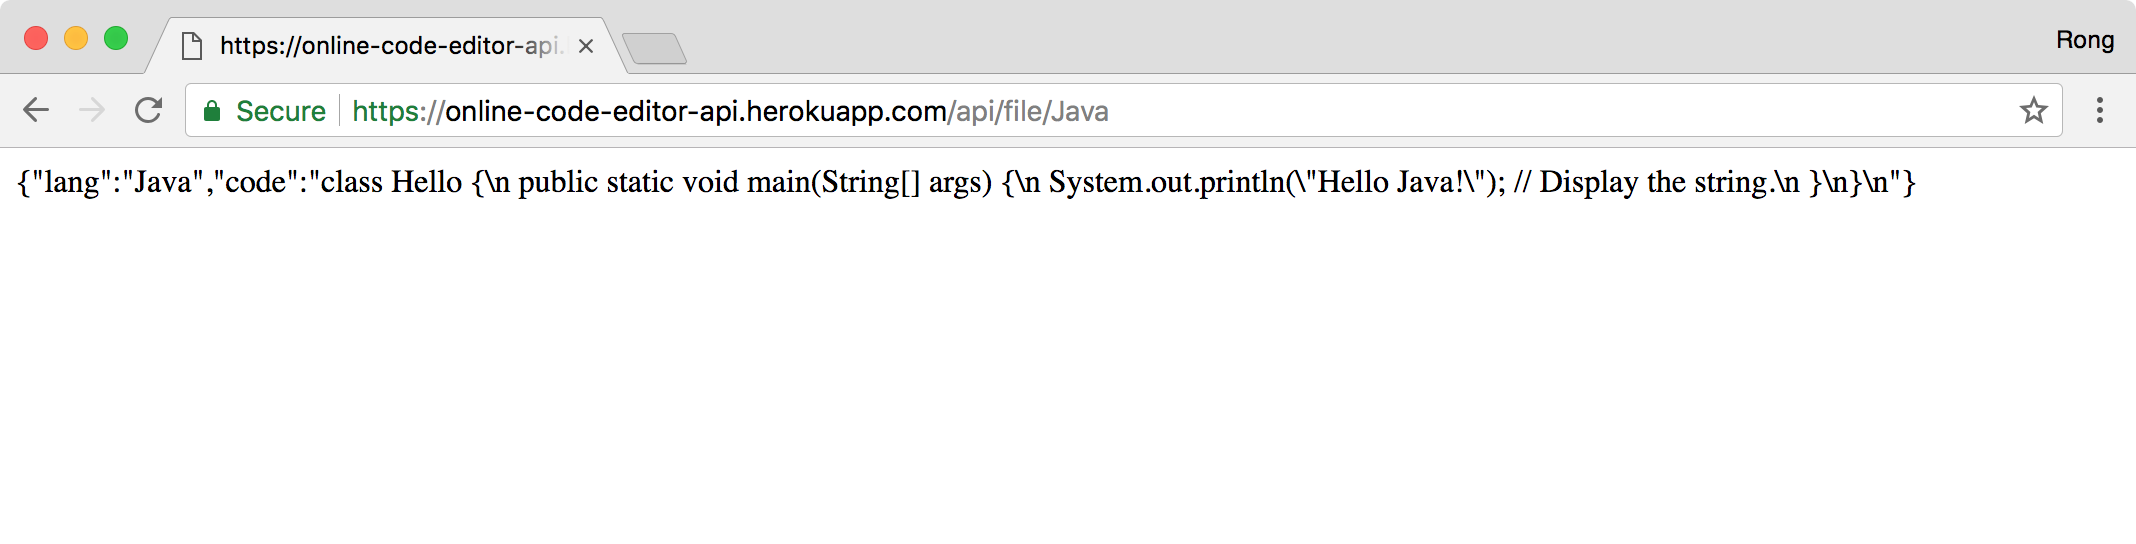 https://online-code-editor-api.
Rong
Secure https://online-code-editor-api.herokuapp.com/api/file/Java
{"lang":"Java","code":"class Hello {\n public static void main(String[] args) {\n System.out.println(\"Hello Java!\"); // Display the string.\n }\n}\n"}